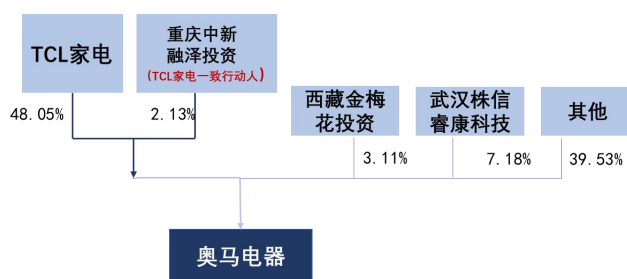 TCL家电
重庆中新
融泽投资
(TCL家电一致行动人)
48.05%
2.13%
西藏金梅
花投资
武汉株信
睿康科技
其他
3.11%
7.18%
39.53%
奥马电器